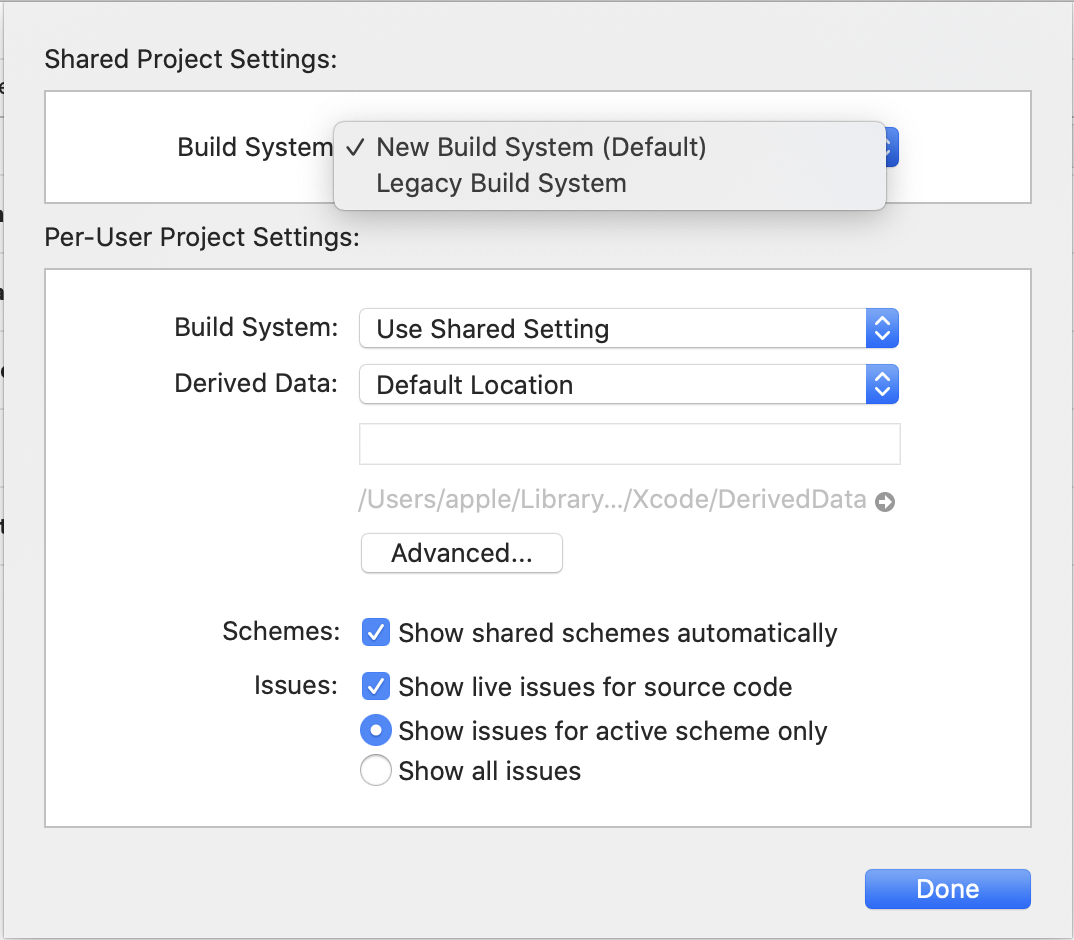 Shared Project Settings:
Build System
✓ New Build System (Default)
Legacy Build System
Per-User Project Settings:
Build System: Use Shared Setting
Derived Data: Default Location
/Users/apple/Library.../Xcode/DerivedData
Advanced...
Schemes: Show shared schemes automatically
Issues: Show live issues for source code
Show issues for active scheme only
Show all issues
Done